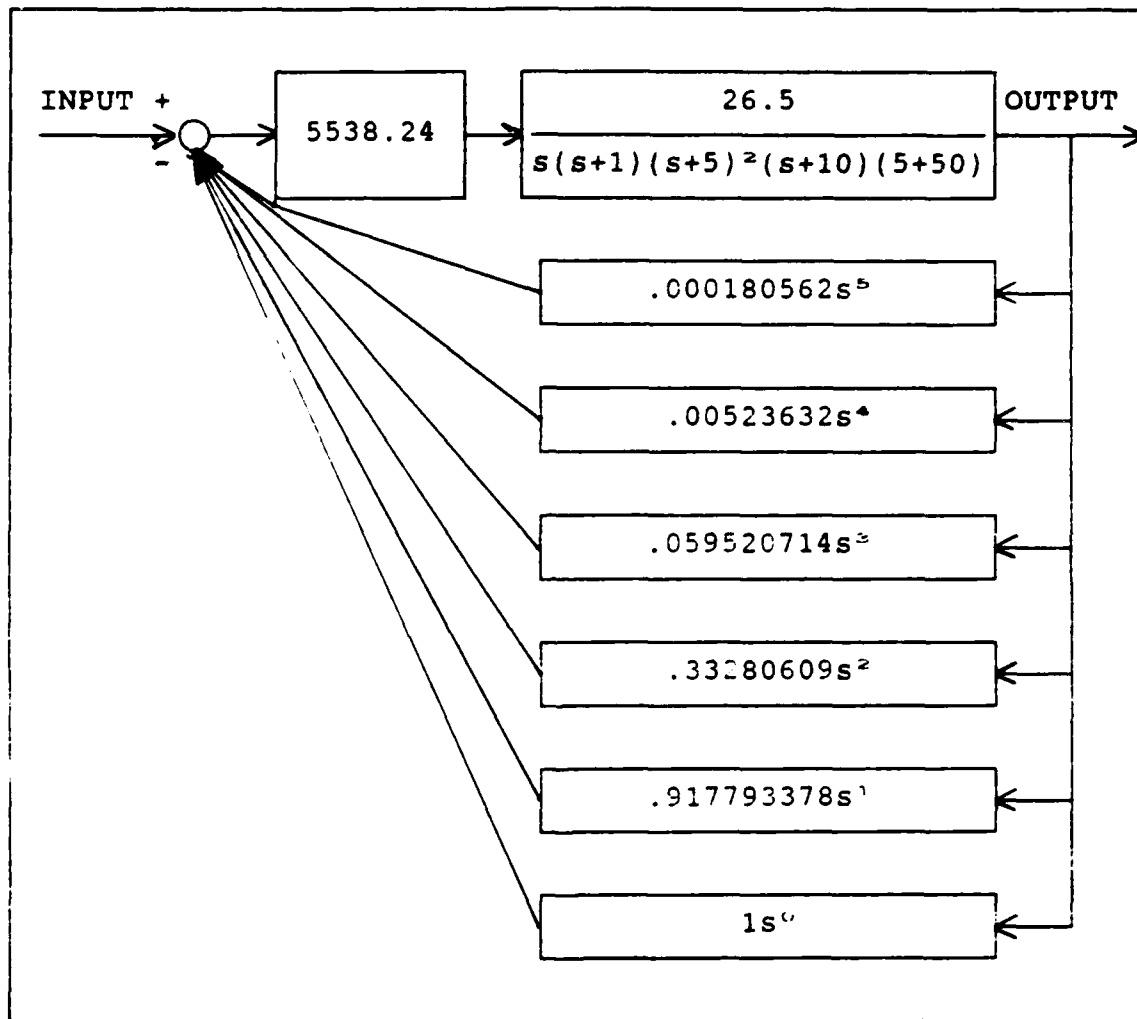 INPUT +
-
5538.24
26.5
s(s+1)(s+5)²(s+10)(5+50)
OUTPUT
.000180562s⁵
.00523632s⁴
.059520714s³
.33280609s²
.917793378s¹
1s⁰